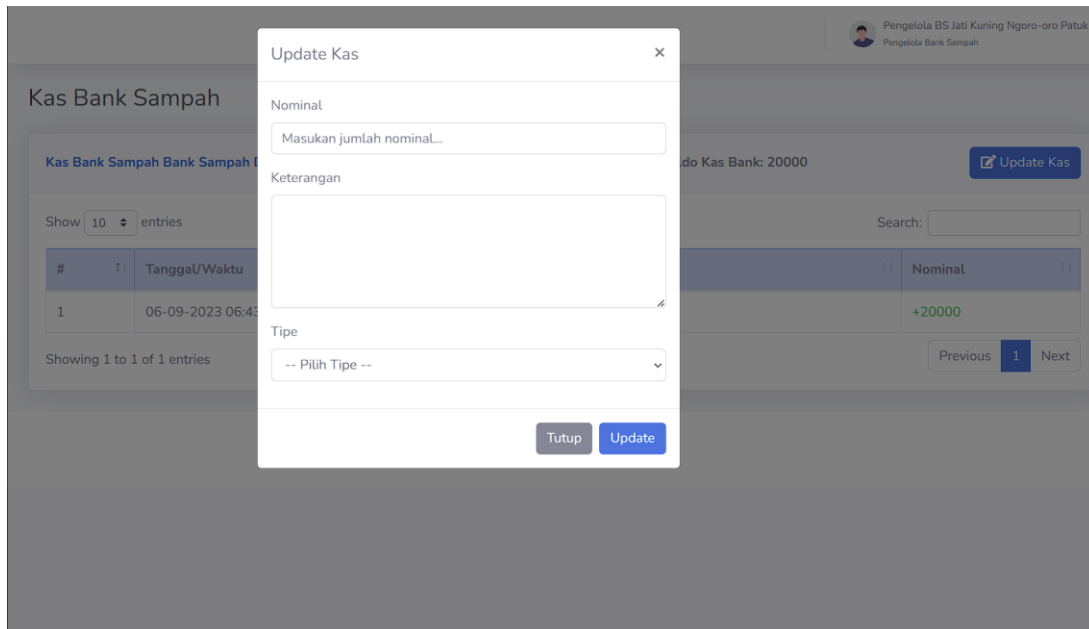 Pengelola BS Jati Kuning Ngoro-oro Patuk
Pengelola Bank Sampah
Update Kas ×
Kas Bank Sampah
Nominal
Masukan jumlah nominal...
Kas Bank Sampah Bank Sampah
do Kas Bank: 20000
Update Kas
Keterangan
Show 10 entries
Search:
# Tanggal/Waktu Nominal
1 06-09-2023 06:43 +20000
Tipe
-- Pilih Tipe --
Showing 1 to 1 of 1 entries
Previous 1 Next
Tutup Update